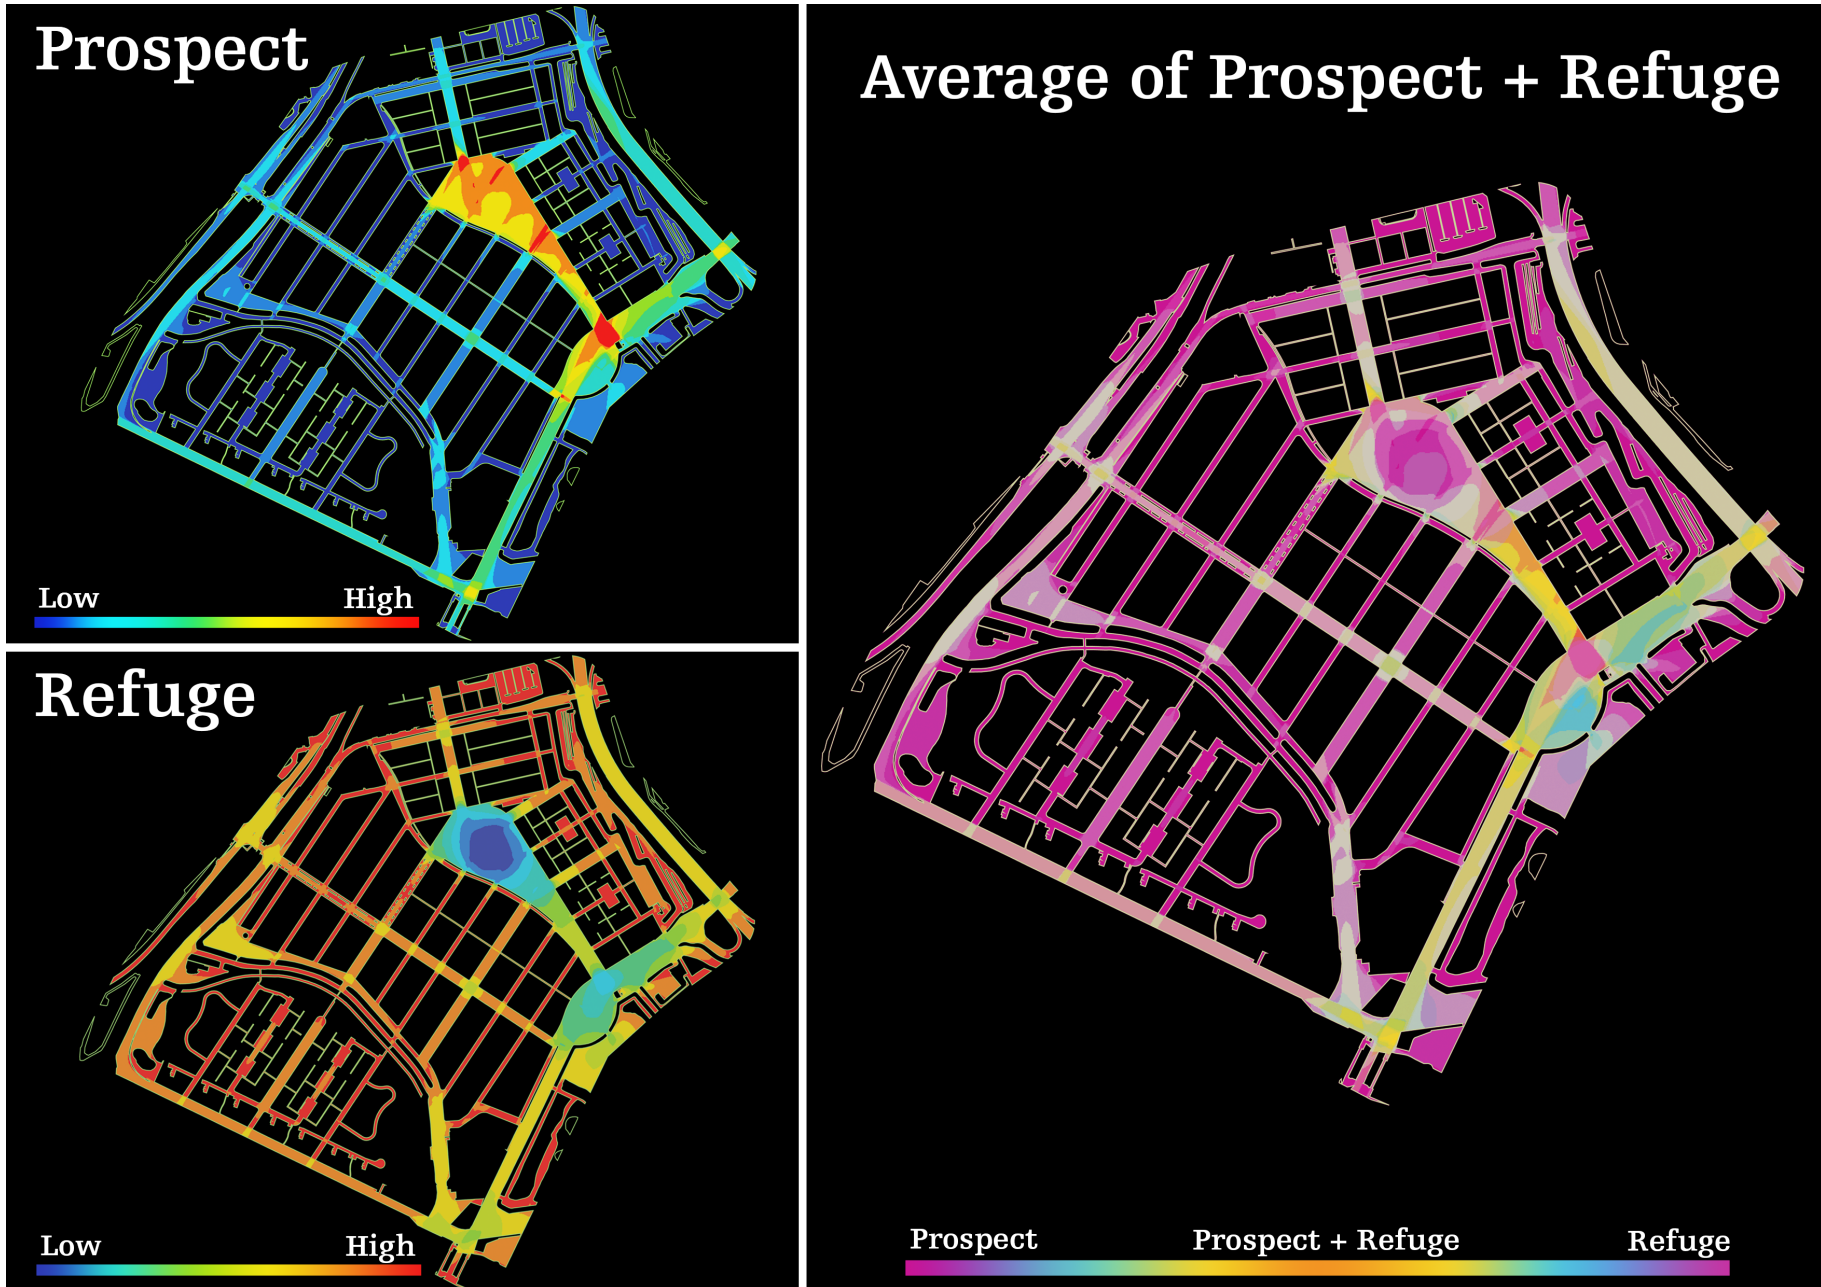 Prospect
Low High
Refuge
Low High
Average of Prospect + Refuge
Prospect Prospect + Refuge Refuge